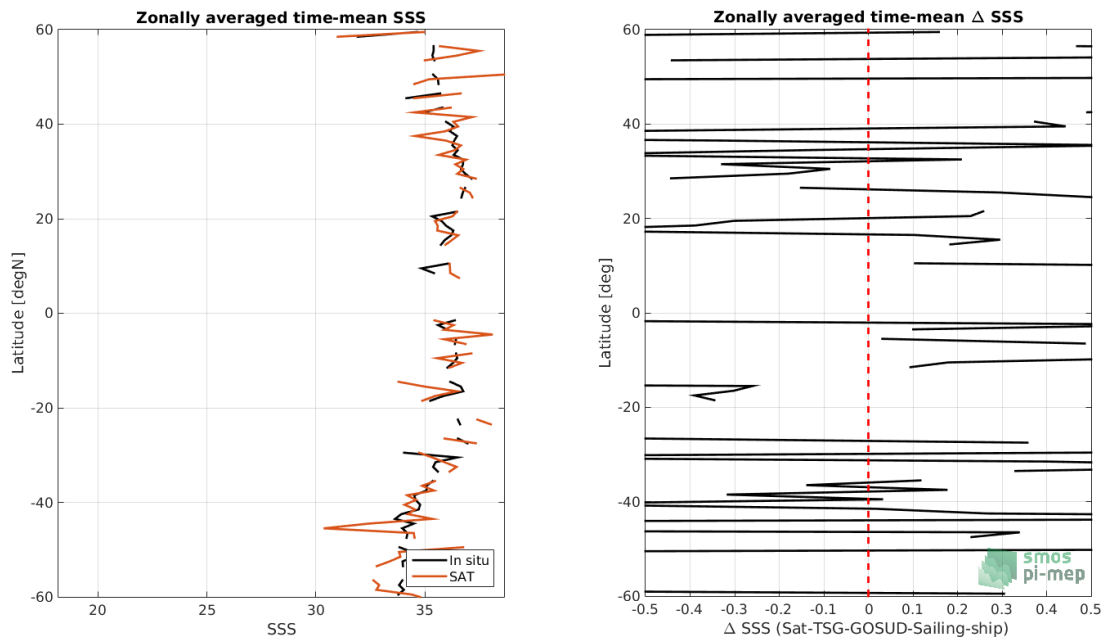 Zonally averaged time-mean SSS
60
40
20
0
-20
-40
-60
Latitude [degN]
20
25
30
35
SSS
In situ
SAT
Zonally averaged time-mean Δ SSS
60
40
20
0
-20
-40
-60
Latitude [deg]
-0.5
-0.4
-0.3
-0.2
-0.1
0
0.1
0.2
0.3
0.4
0.5
Δ SSS (Sat-TSG-GOSUD-Sailing-ship)
smos
pi-mep